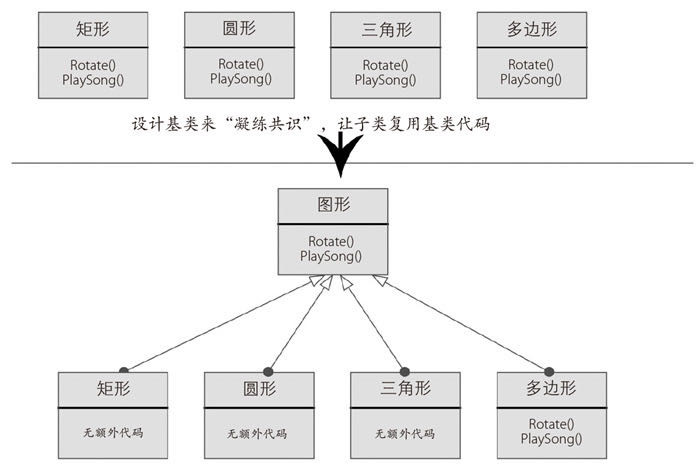 矩形
Rotate()
PlaySong()
圆形
Rotate()
PlaySong()
三角形
Rotate()
PlaySong()
多边形
Rotate()
PlaySong()
设计基类来“凝练共识”，让子类复用基类代码
图形
Rotate()
PlaySong()
矩形
无额外代码
圆形
无额外代码
三角形
无额外代码
多边形
Rotate()
PlaySong()